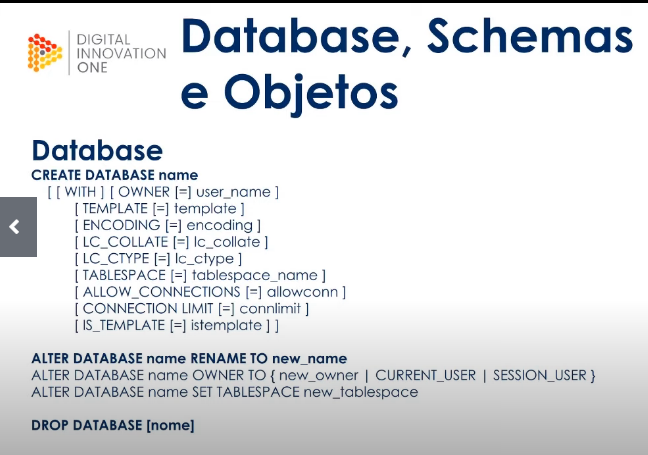 DIGITAL
INNOVATION
ONE
Database, Schemas
e Objetos
Database
CREATE DATABASE name
[ [ WITH ] [ OWNER [=] user_name ]
[ TEMPLATE [=] template ]
[ ENCODING [=] encoding ]
[ LC_COLLATE [=] lc_collate ]
[ LC_CTYPE [=] lc_ctype ]
[ TABLESPACE [=] tablespace_name ]
[ ALLOW_CONNECTIONS [=] allowconn ]
[ CONNECTION LIMIT [=] connlimit ]
[ IS_TEMPLATE [=] istemplate ] ]
ALTER DATABASE name RENAME TO new_name
ALTER DATABASE name OWNER TO { new_owner | CURRENT_USER | SESSION_USER }
ALTER DATABASE name SET TABLESPACE new_tablespace
DROP DATABASE [nome]